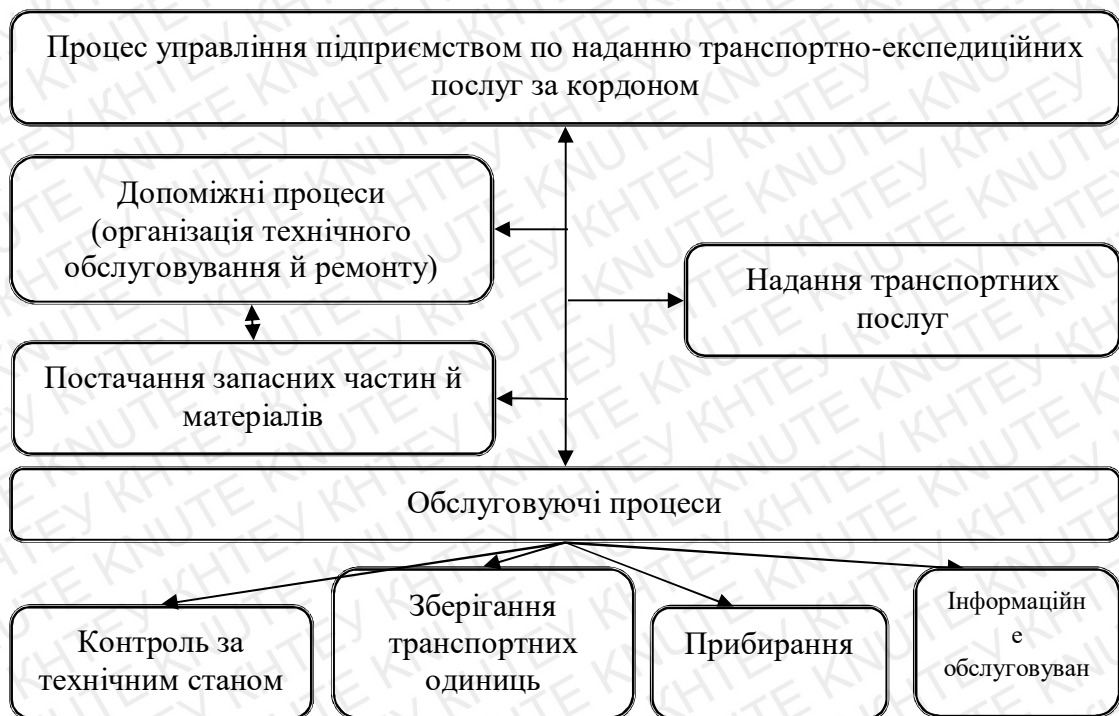 Процес управління підприємством по наданню транспортно-експедиційних
послуг за кордоном
Допоміжні процеси
(організація технічного
обслуговування й ремонту)
Надання транспортних
послуг
Постачання запасних частин й
матеріалів
Обслуговуючі процеси
Контроль за
технічним станом
Зберігання
транспортних
одиниць
Прибирання
Інформаційн
е
обслуговуван